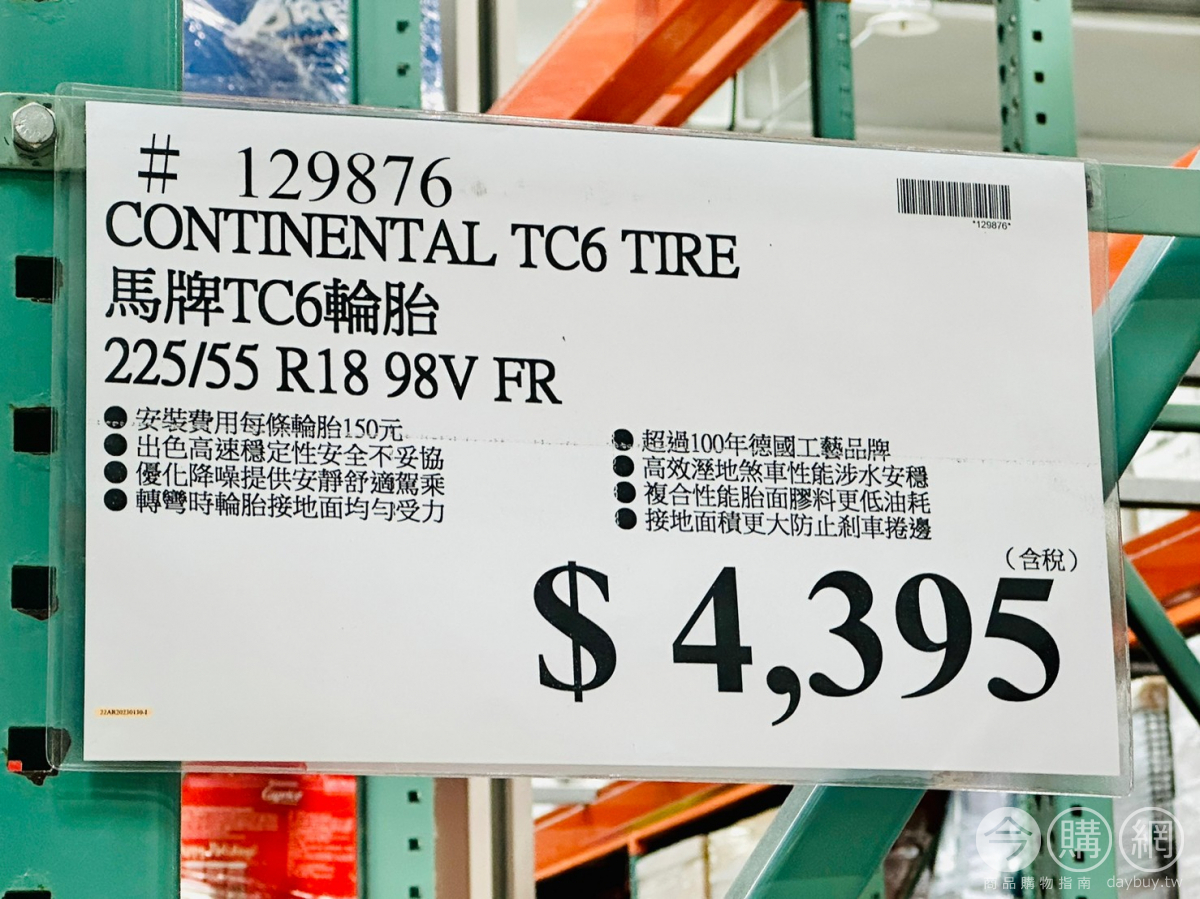 # 129876
*129876*
CONTINENTAL TC6 TIRE
馬牌TC6輪胎
225/55 R18 98V FR
● 安裝費用每條輪胎150元
● 出色高速穩定性安全不妥協
● 優化降噪提供安靜舒適駕乘
● 轉彎時輪胎接地面均勻受力
● 超過100年德國工藝品牌
● 高效溼地煞車性能涉水安穩
● 複合性能胎面膠料更低油耗
● 接地面積更大防止剎車捲邊
(含稅)
$ 4,395
今購網
商品購物指南 daybuy.tw